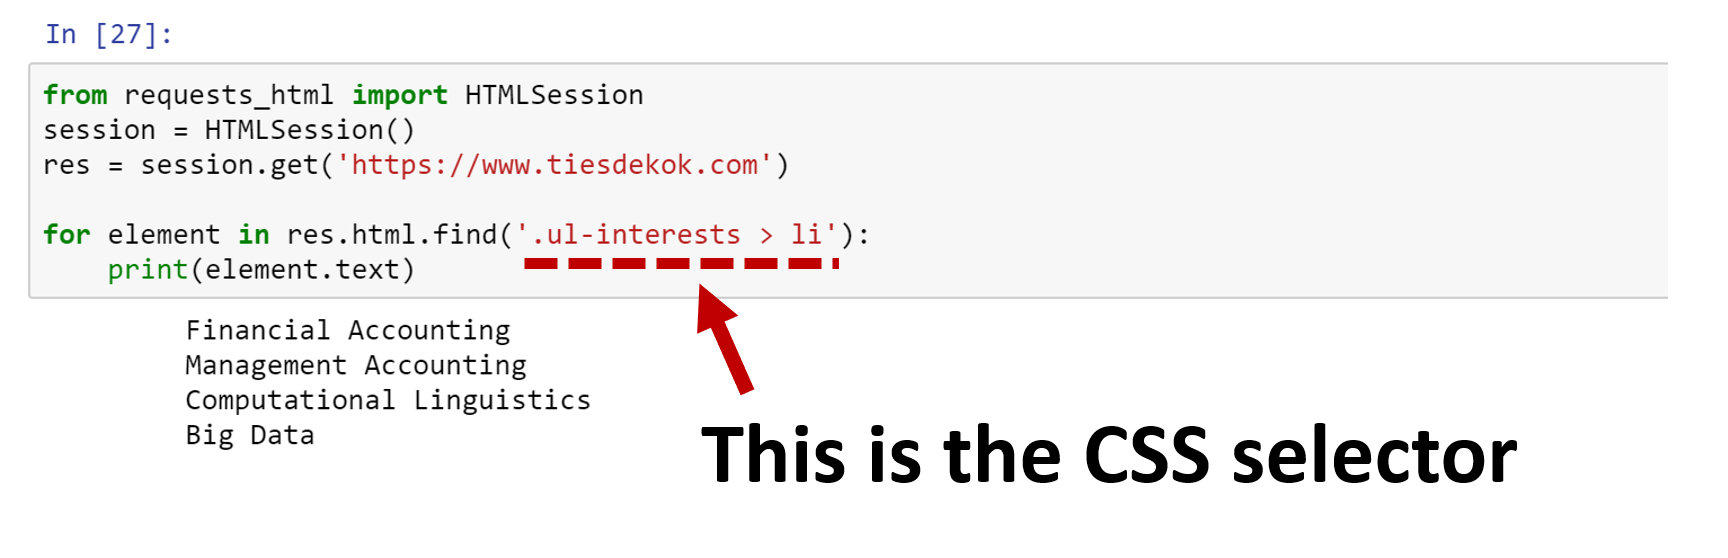 In [27]:
from requests_html import HTMLSession
session = HTMLSession()
res = session.get('https://www.tiesdekok.com')
for element in res.html.find('.ul-interests > li'):
    print(element.text)
Financial Accounting
Management Accounting
Computational Linguistics
Big Data
This is the CSS selector